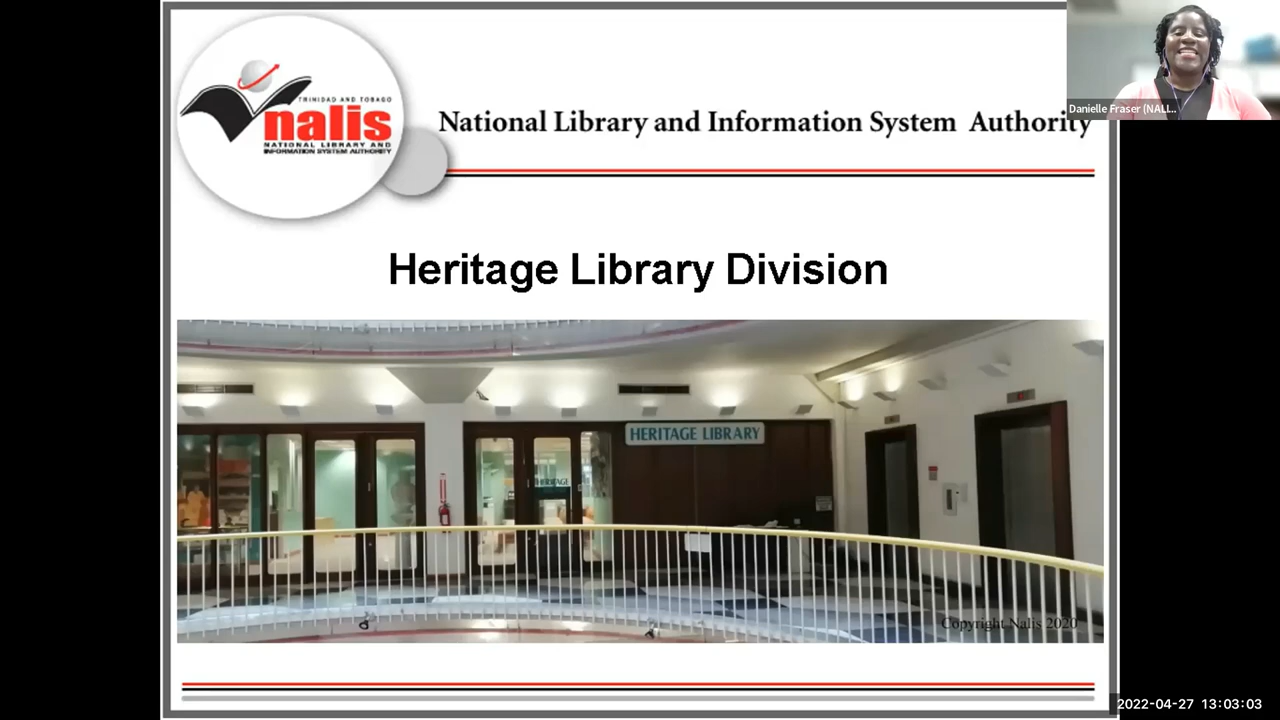 TRINIDAD AND TOBAGO
nalis
NATIONAL LIBRARY AND
INFORMATION SYSTEM AUTHORITY
National Library and Information System Authority
Danielle Fraser (NALI...
Heritage Library Division
HERITAGE LIBRARY
HERITAGE
Copyright Nalis 2020
2022-04-27 13:03:03